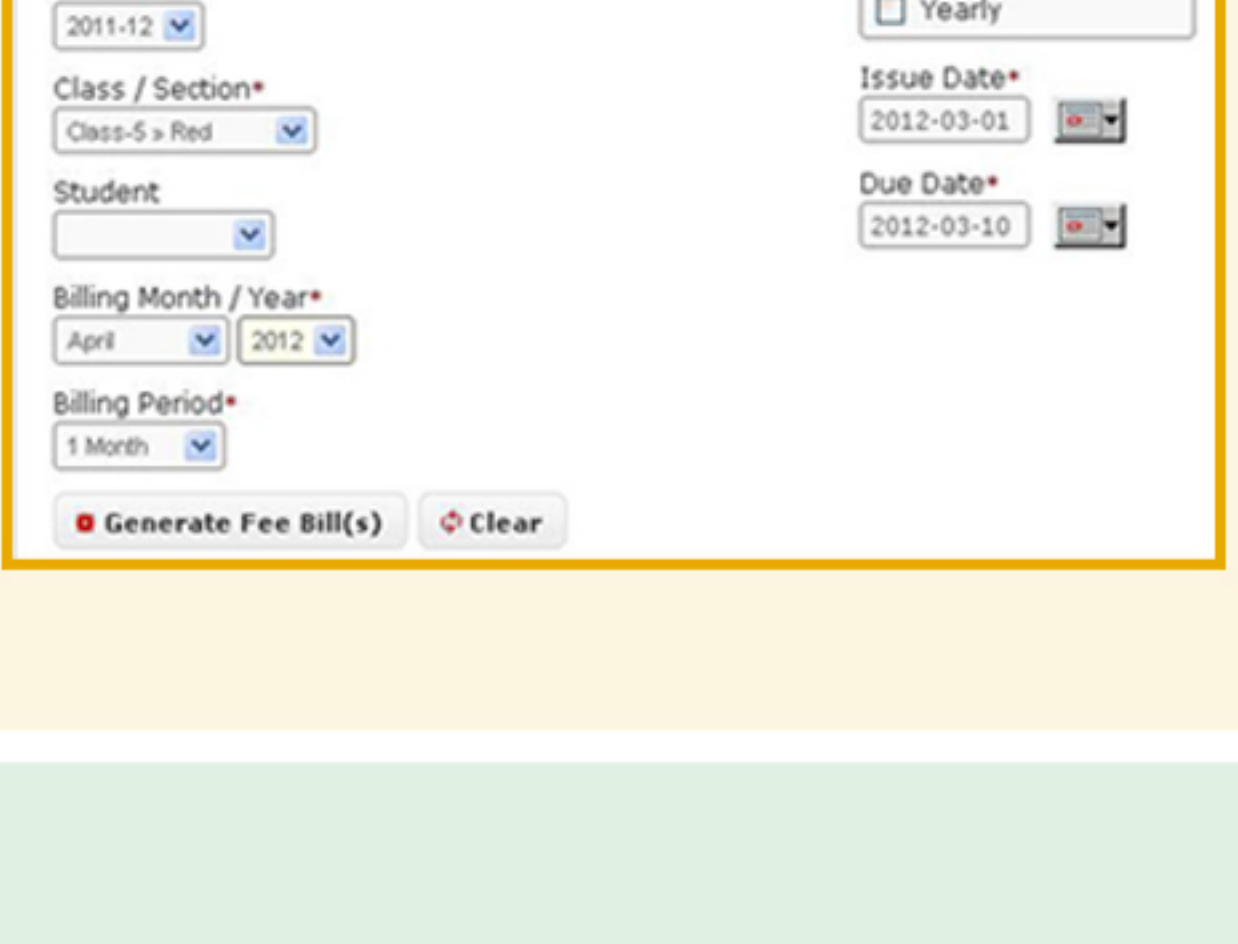 2011-12
Class / Section*
Class-5 » Red
Student
Billing Month / Year*
April 2012
Billing Period*
1 Month
Generate Fee Bill(s) Clear
Yearly
Issue Date*
2012-03-01
Due Date*
2012-03-10